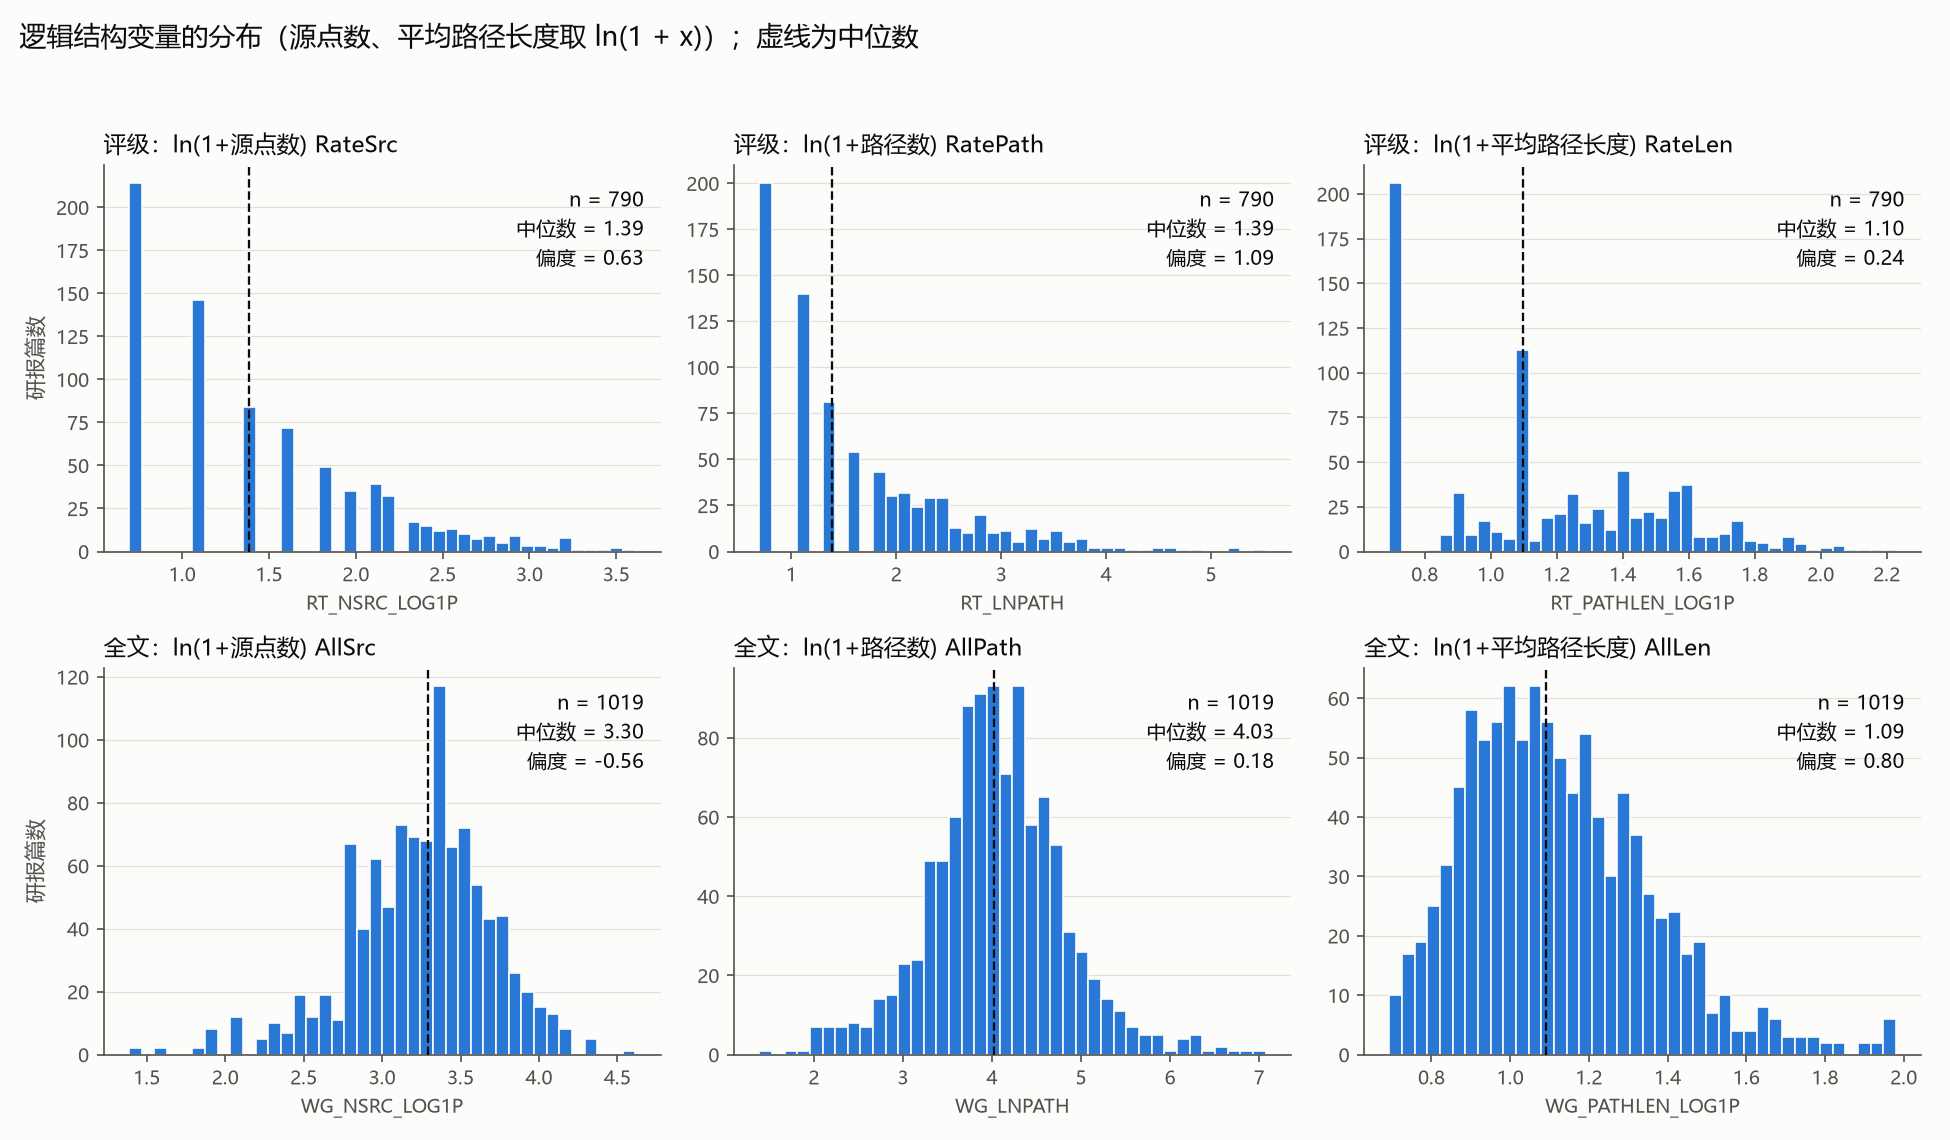 逻辑结构变量的分布（源点数、平均路径长度取 ln(1 + x)）；虚线为中位数
评级：ln(1+源点数) RateSrc
n = 790
中位数 = 1.39
偏度 = 0.63
研报篇数
200
175
150
125
100
75
50
25
0
1.0 1.5 2.0 2.5 3.0 3.5
RT_NSRC_LOG1P
评级：ln(1+路径数) RatePath
n = 790
中位数 = 1.39
偏度 = 1.09
200
175
150
125
100
75
50
25
0
1 2 3 4 5
RT_LNPATH
评级：ln(1+平均路径长度) RateLen
n = 790
中位数 = 1.10
偏度 = 0.24
200
175
150
125
100
75
50
25
0
0.8 1.0 1.2 1.4 1.6 1.8 2.0 2.2
RT_PATHLEN_LOG1P
全文：ln(1+源点数) AllSrc
n = 1019
中位数 = 3.30
偏度 = -0.56
研报篇数
120
100
80
60
40
20
0
1.5 2.0 2.5 3.0 3.5 4.0 4.5
WG_NSRC_LOG1P
全文：ln(1+路径数) AllPath
n = 1019
中位数 = 4.03
偏度 = 0.18
80
60
40
20
0
2 3 4 5 6 7
WG_LNPATH
全文：ln(1+平均路径长度) AllLen
n = 1019
中位数 = 1.09
偏度 = 0.80
60
50
40
30
20
10
0
0.8 1.0 1.2 1.4 1.6 1.8 2.0
WG_PATHLEN_LOG1P